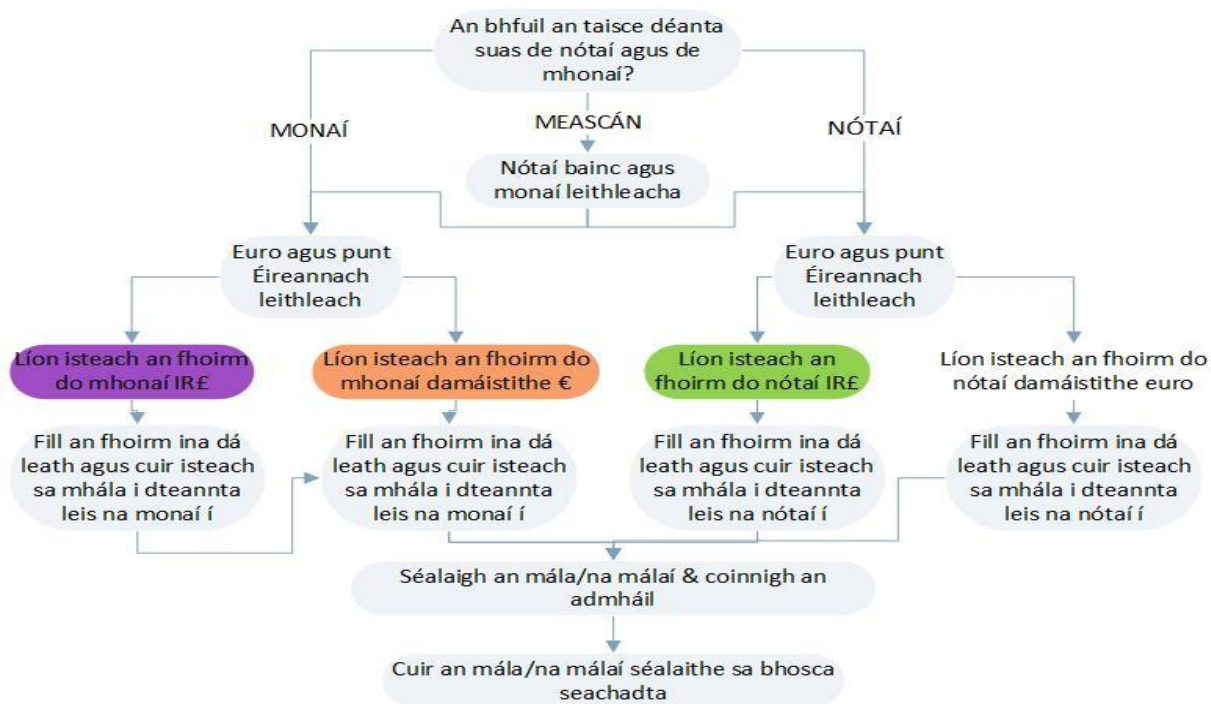 An bhfuil an taisce déanta
suas de nótaí agus de
mhonaí?
MONAÍ
MEASCÁN
NÓTAÍ
Nótaí bainc agus
monaí leithleacha
Euro agus punt
Éireannach
leithleach
Euro agus punt
Éireannach
leithleach
Líon isteach an fhoirm
do mhonaí IR£
Líon isteach an fhoirm do
mhonaí damáistithe €
Líon isteach an
fhoirm do nótaí IR£
Líon isteach an fhoirm do
nótaí damáistithe euro
Fill an fhoirm ina dá
leath agus cuir isteach
sa mhála i dteannta
leis na monaí í
Fill an fhoirm ina dá
leath agus cuir isteach
sa mhála i dteannta
leis na monaí í
Fill an fhoirm ina dá
leath agus cuir isteach
sa mhála i dteannta
leis na nótaí í
Fill an fhoirm ina dá
leath agus cuir isteach
sa mhála i dteannta
leis na nótaí í
Séalaigh an mála/na málaí & coinnigh an
admháil
Cuir an mála/na málaí séalaithe sa bhosca
seachadta